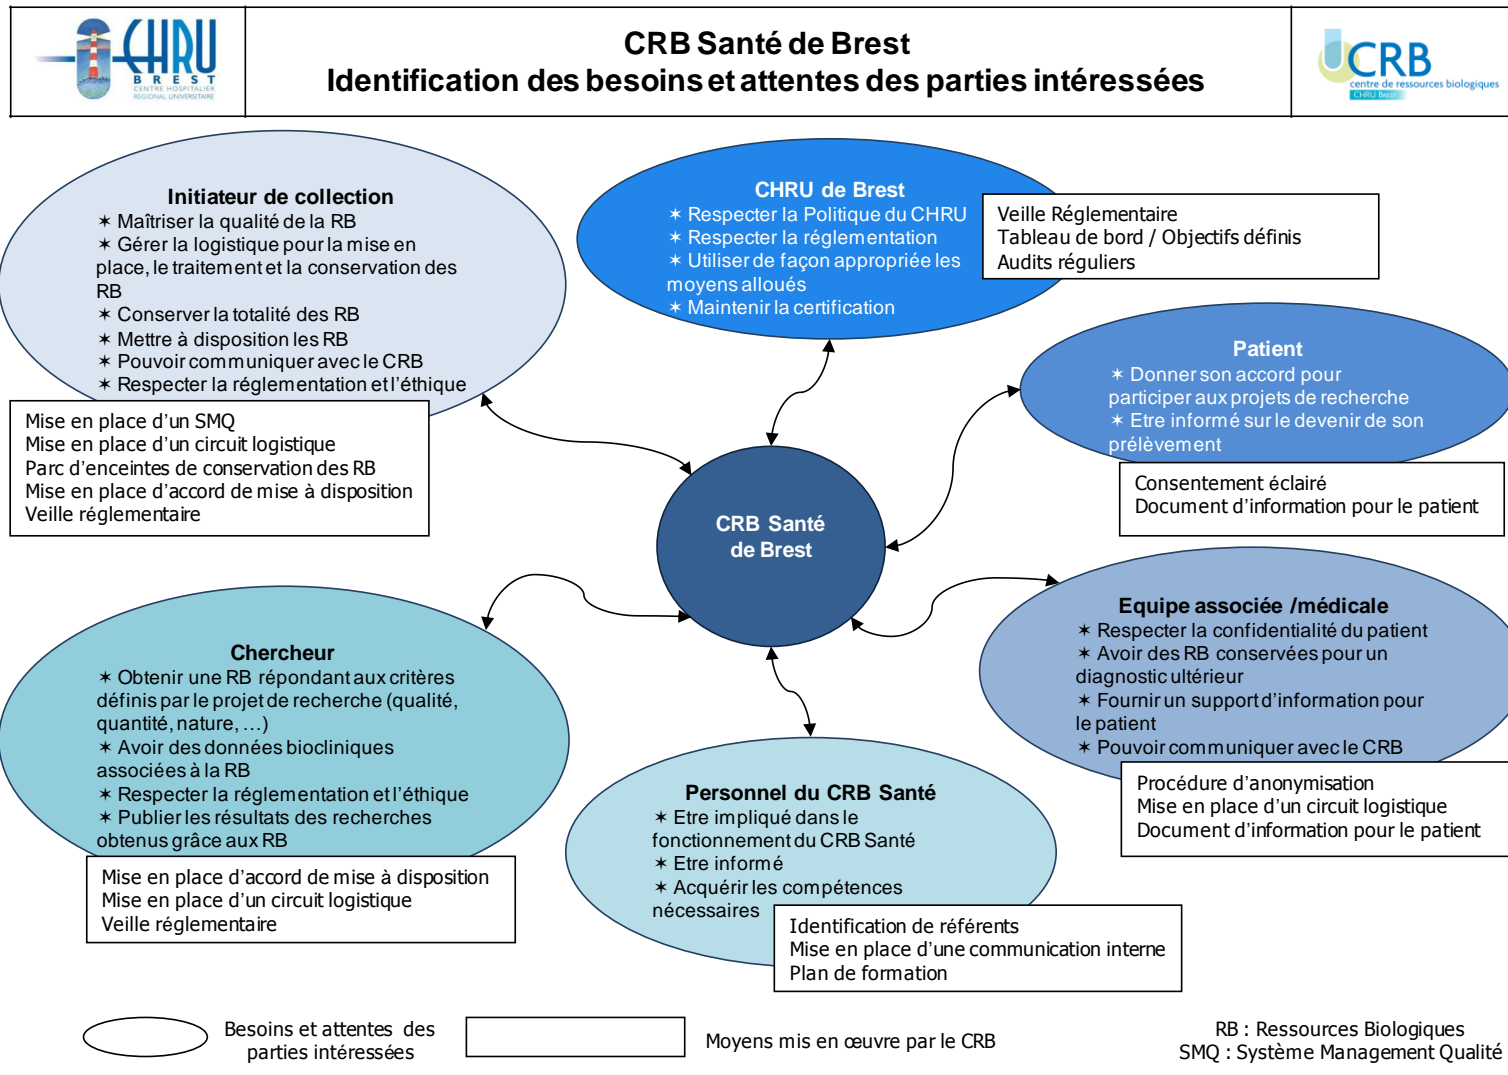 CHRU
BREST
CENTRE HOSPITALIER
REGIONAL UNIVERSITAIRE
CRB Santé de Brest
Identification des besoins et attentes des parties intéressées
CRB
centre de ressources biologiques
CHRU Brest
Initiateur de collection
✶ Maîtriser la qualité de la RB
✶ Gérer la logistique pour la mise en
place, le traitement et la conservation des
RB
✶ Conserver la totalité des RB
✶ Mettre à disposition les RB
✶ Pouvoir communiquer avec le CRB
✶ Respecter la réglementation et l’éthique
Mise en place d’un SMQ
Mise en place d’un circuit logistique
Parc d’enceintes de conservation des RB
Mise en place d’accord de mise à disposition
Veille réglementaire
CHRU de Brest
✶ Respecter la Politique du CHRU
✶ Respecter la réglementation
✶ Utiliser de façon appropriée les
moyens alloués
✶ Maintenir la certification
Veille Réglementaire
Tableau de bord / Objectifs définis
Audits réguliers
Patient
✶ Donner son accord pour
participer aux projets de recherche
✶ Etre informé sur le devenir de son
prélèvement
Consentement éclairé
Document d’information pour le patient
CRB Santé
de Brest
Equipe associée /médicale
✶ Respecter la confidentialité du patient
✶ Avoir des RB conservées pour un
diagnostic ultérieur
✶ Fournir un support d’information pour
le patient
✶ Pouvoir communiquer avec le CRB
Procédure d’anonymisation
Mise en place d’un circuit logistique
Document d’information pour le patient
Chercheur
✶ Obtenir une RB répondant aux critères
définis par le projet de recherche (qualité,
quantité, nature, …)
✶ Avoir des données biocliniques
associées à la RB
✶ Respecter la réglementation et l’éthique
✶ Publier les résultats des recherches
obtenus grâce aux RB
Mise en place d’accord de mise à disposition
Mise en place d’un circuit logistique
Veille réglementaire
Personnel du CRB Santé
✶ Etre impliqué dans le
fonctionnement du CRB Santé
✶ Etre informé
✶ Acquérir les compétences
nécessaires
Identification de référents
Mise en place d’une communication interne
Plan de formation
Besoins et attentes des
parties intéressées
Moyens mis en œuvre par le CRB
RB : Ressources Biologiques
SMQ : Système Management Qualité